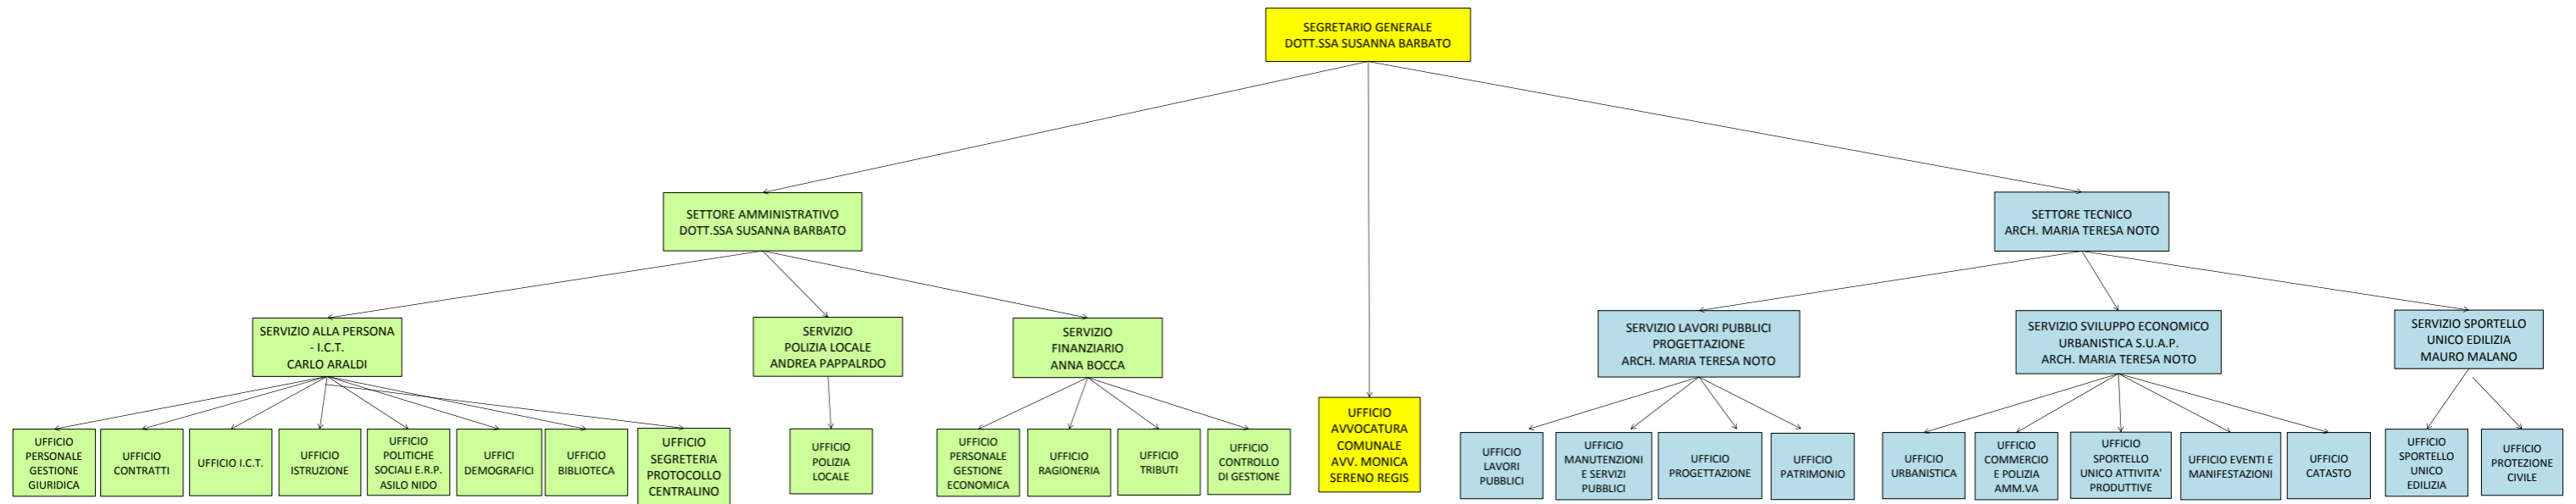 SEGRETARIO GENERALE
DOTT.SSA SUSANNA BARBATO
SETTORE AMMINISTRATIVO
DOTT.SSA SUSANNA BARBATO
SETTORE TECNICO
ARCH. MARIA TERESA NOTO
SERVIZIO ALLA PERSONA
- I.C.T.
CARLO ARALDI
SERVIZIO
POLIZIA LOCALE
ANDREA PAPPALRDO
SERVIZIO
FINANZIARIO
ANNA BOCCA
SERVIZIO LAVORI PUBBLICI
PROGETTAZIONE
ARCH. MARIA TERESA NOTO
SERVIZIO SVILUPPO ECONOMICO
URBANISTICA S.U.A.P.
ARCH. MARIA TERESA NOTO
SERVIZIO SPORTELLO
UNICO EDILIZIA
MAURO MALANO
UFFICIO
PERSONALE
GESTIONE
GIURIDICA
UFFICIO
CONTRATTI
UFFICIO I.C.T.
UFFICIO
ISTRUZIONE
UFFICIO
POLITICHE
SOCIALI E.R.P.
ASILO NIDO
UFFICI
DEMOGRAFICI
UFFICIO
BIBLIOTECA
UFFICIO
SEGRETERIA
PROTOCOLLO
CENTRALINO
UFFICIO
POLIZIA
LOCALE
UFFICIO
PERSONALE
GESTIONE
ECONOMICA
UFFICIO
RAGIONERIA
UFFICIO
TRIBUTI
UFFICIO
CONTROLLO
DI GESTIONE
UFFICIO
AVVOCATURA
COMUNALE
AVV. MONICA
SERENO REGIS
UFFICIO
LAVORI
PUBBLICI
UFFICIO
MANUTENZIONI
E SERVIZI
PUBBLICI
UFFICIO
PROGETTAZIONE
UFFICIO
PATRIMONIO
UFFICIO
URBANISTICA
UFFICIO
COMMERCIO
E POLIZIA
AMM.VA
UFFICIO
SPORTELLO
UNICO ATTIVITA'
PRODUTTIVE
UFFICIO EVENTI E
MANIFESTAZIONI
UFFICIO
CATASTO
UFFICIO
SPORTELLO
UNICO
EDILIZIA
UFFICIO
PROTEZIONE
CIVILE